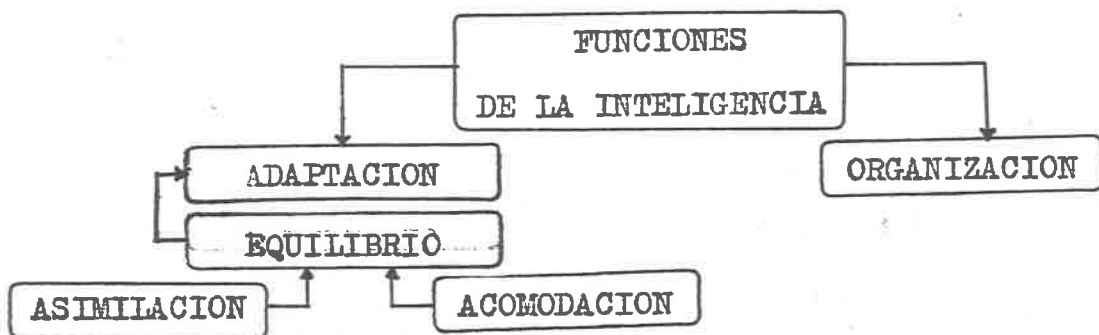 FUNCIONES
DE LA INTELIGENCIA
ADAPTACION
ORGANIZACION
EQUILIBRIO
ASIMILACION
ACOMODACION